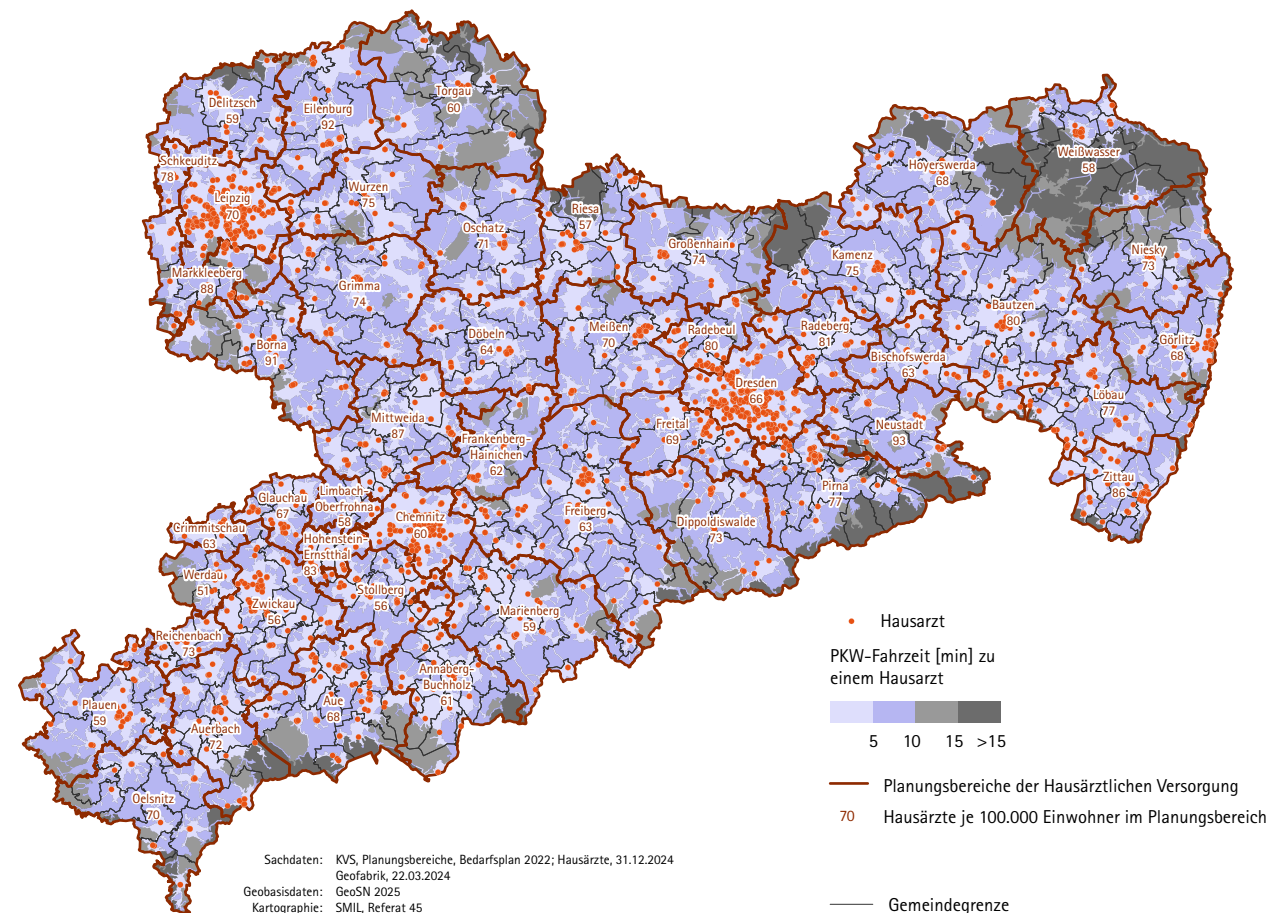 Torgau
60
Delitzsch
59
Eilenburg
92
Schkeuditz
78
Leipzig
70
Wurzen
75
Oschatz
71
Riesa
57
Großenhain
74
Hoyerswerda
68
Weißwasser
58
Kamenz
75
Niesky
73
Markkleeberg
88
Grimma
74
Borna
91
Döbeln
64
Meißen
70
Radebeul
80
Radeberg
81
Bautzen
80
Bischofswerda
63
Görlitz
68
Löbau
77
Dresden
66
Mittweida
87
Frankenberg-
Hainichen
62
Freital
69
Neustadt
93
Zittau
86
Pirna
77
Glauchau
67
Limbach-
Oberfrohna
58
Chemnitz
60
Freiberg
63
Dippoldiswalde
73
Crimmitschau
63
Hohenstein-
Ernstthal
83
Werdau
51
Zwickau
56
Stollberg
56
Marienberg
59
Reichenbach
73
Annaberg-
Buchholz
61
Plauen
59
Auerbach
72
Aue
68
Oelsnitz
70
Hausarzt
PKW-Fahrzeit [min] zu
einem Hausarzt
5 10 15 >15
Planungsbereiche der Hausärztlichen Versorgung
70 Hausärzte je 100.000 Einwohner im Planungsbereich
Gemeindegrenze
Sachdaten: KVS, Planungsbereiche, Bedarfsplan 2022; Hausärzte, 31.12.2024
Geofabrik, 22.03.2024
Geobasisdaten: GeoSN 2025
Kartographie: SMIL, Referat 45